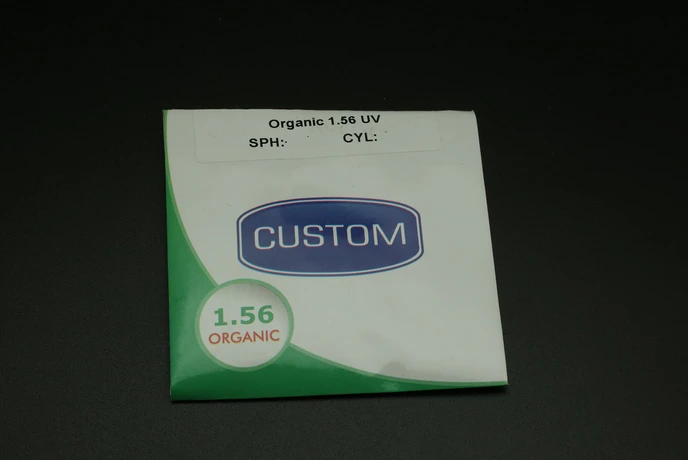 Organic 1.56 UV
SPH: CYL:
CUSTOM
1.56
ORGANIC